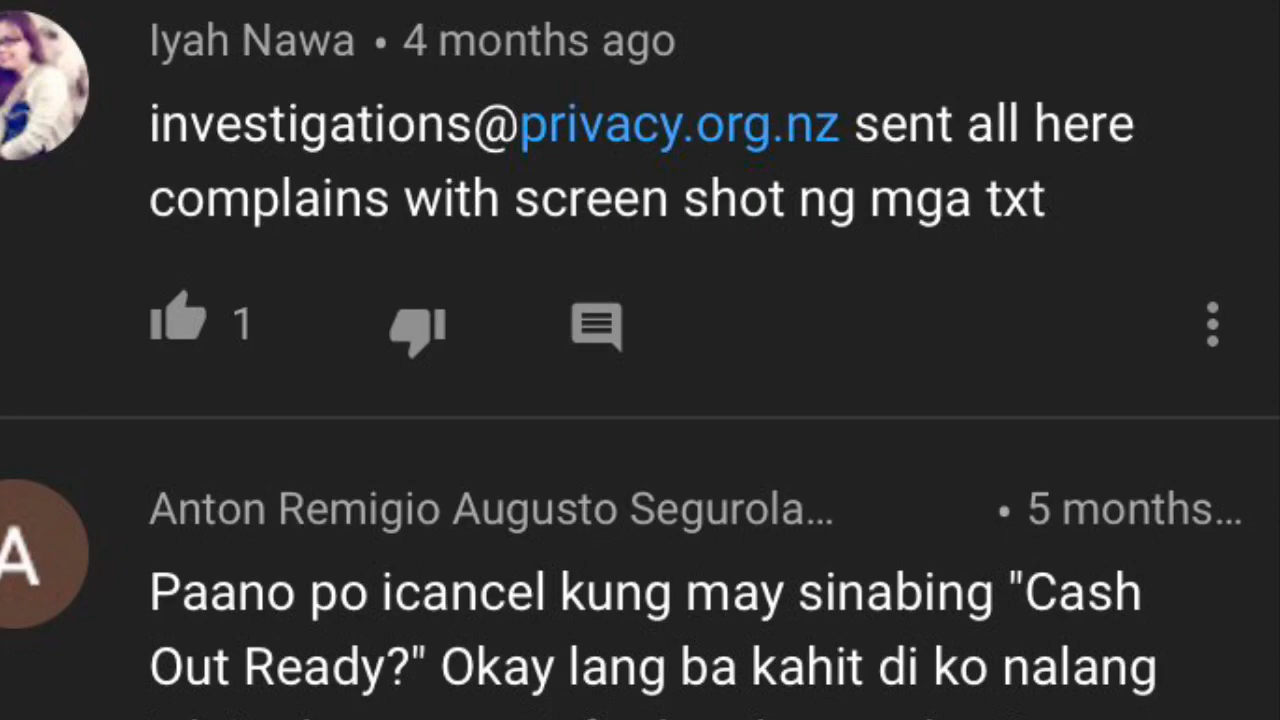 Iyah Nawa • 4 months ago
investigations@privacy.org.nz sent all here
complains with screen shot ng mga txt
1
A
Anton Remigio Augusto Segurola... • 5 months...
Paano po icancel kung may sinabing "Cash
Out Ready?" Okay lang ba kahit di ko nalang